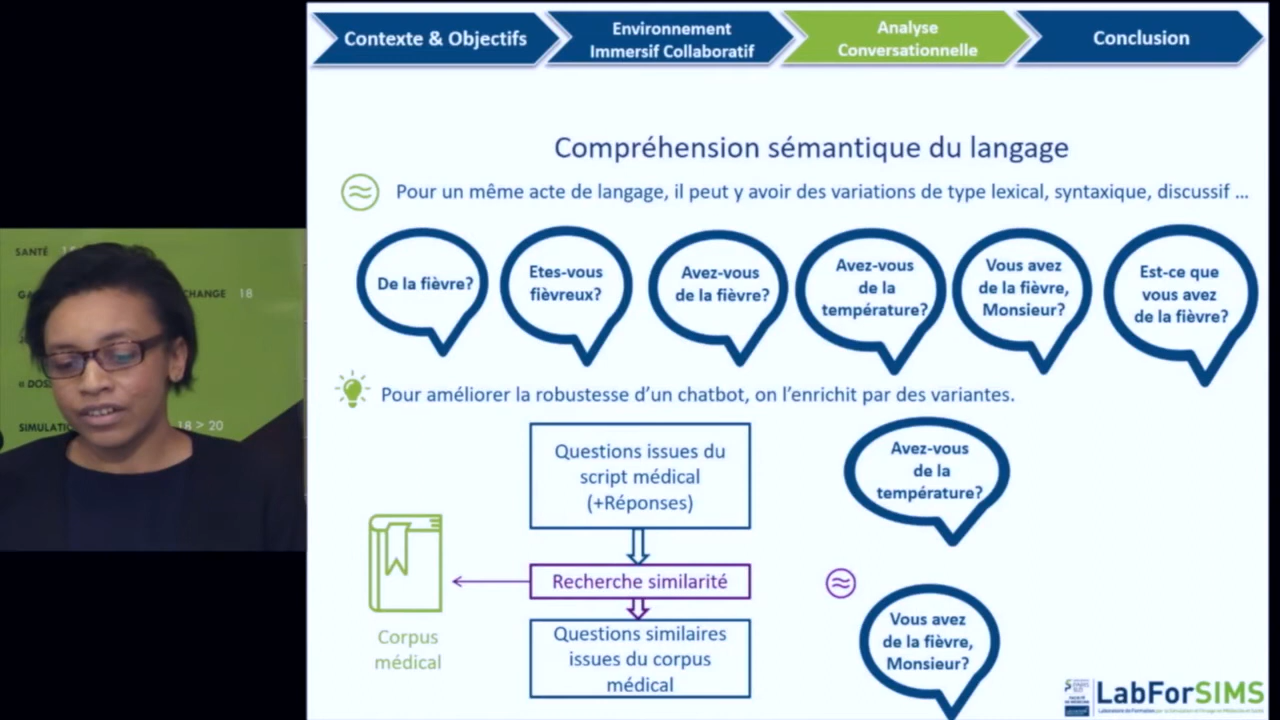 Contexte & Objectifs
Environnement
Immersif Collaboratif
Analyse
Conversationnelle
Conclusion
Compréhension sémantique du langage
Pour un même acte de langage, il peut y avoir des variations de type lexical, syntaxique, discussif ...
De la fièvre?
Etes-vous
fiévreux?
Avez-vous
de la fièvre?
Avez-vous
de la
température?
Vous avez
de la fièvre,
Monsieur?
Est-ce que
vous avez
de la fièvre?
Pour améliorer la robustesse d'un chatbot, on l'enrichit par des variantes.
Questions issues du
script médical
(+Réponses)
Recherche similarité
Questions similaires
issues du corpus
médical
Corpus
médical
Avez-vous
de la
température?
Vous avez
de la fièvre,
Monsieur?
SANTÉ
CHANGE 18
SIMULATI
18 > 20
LabForSIMS